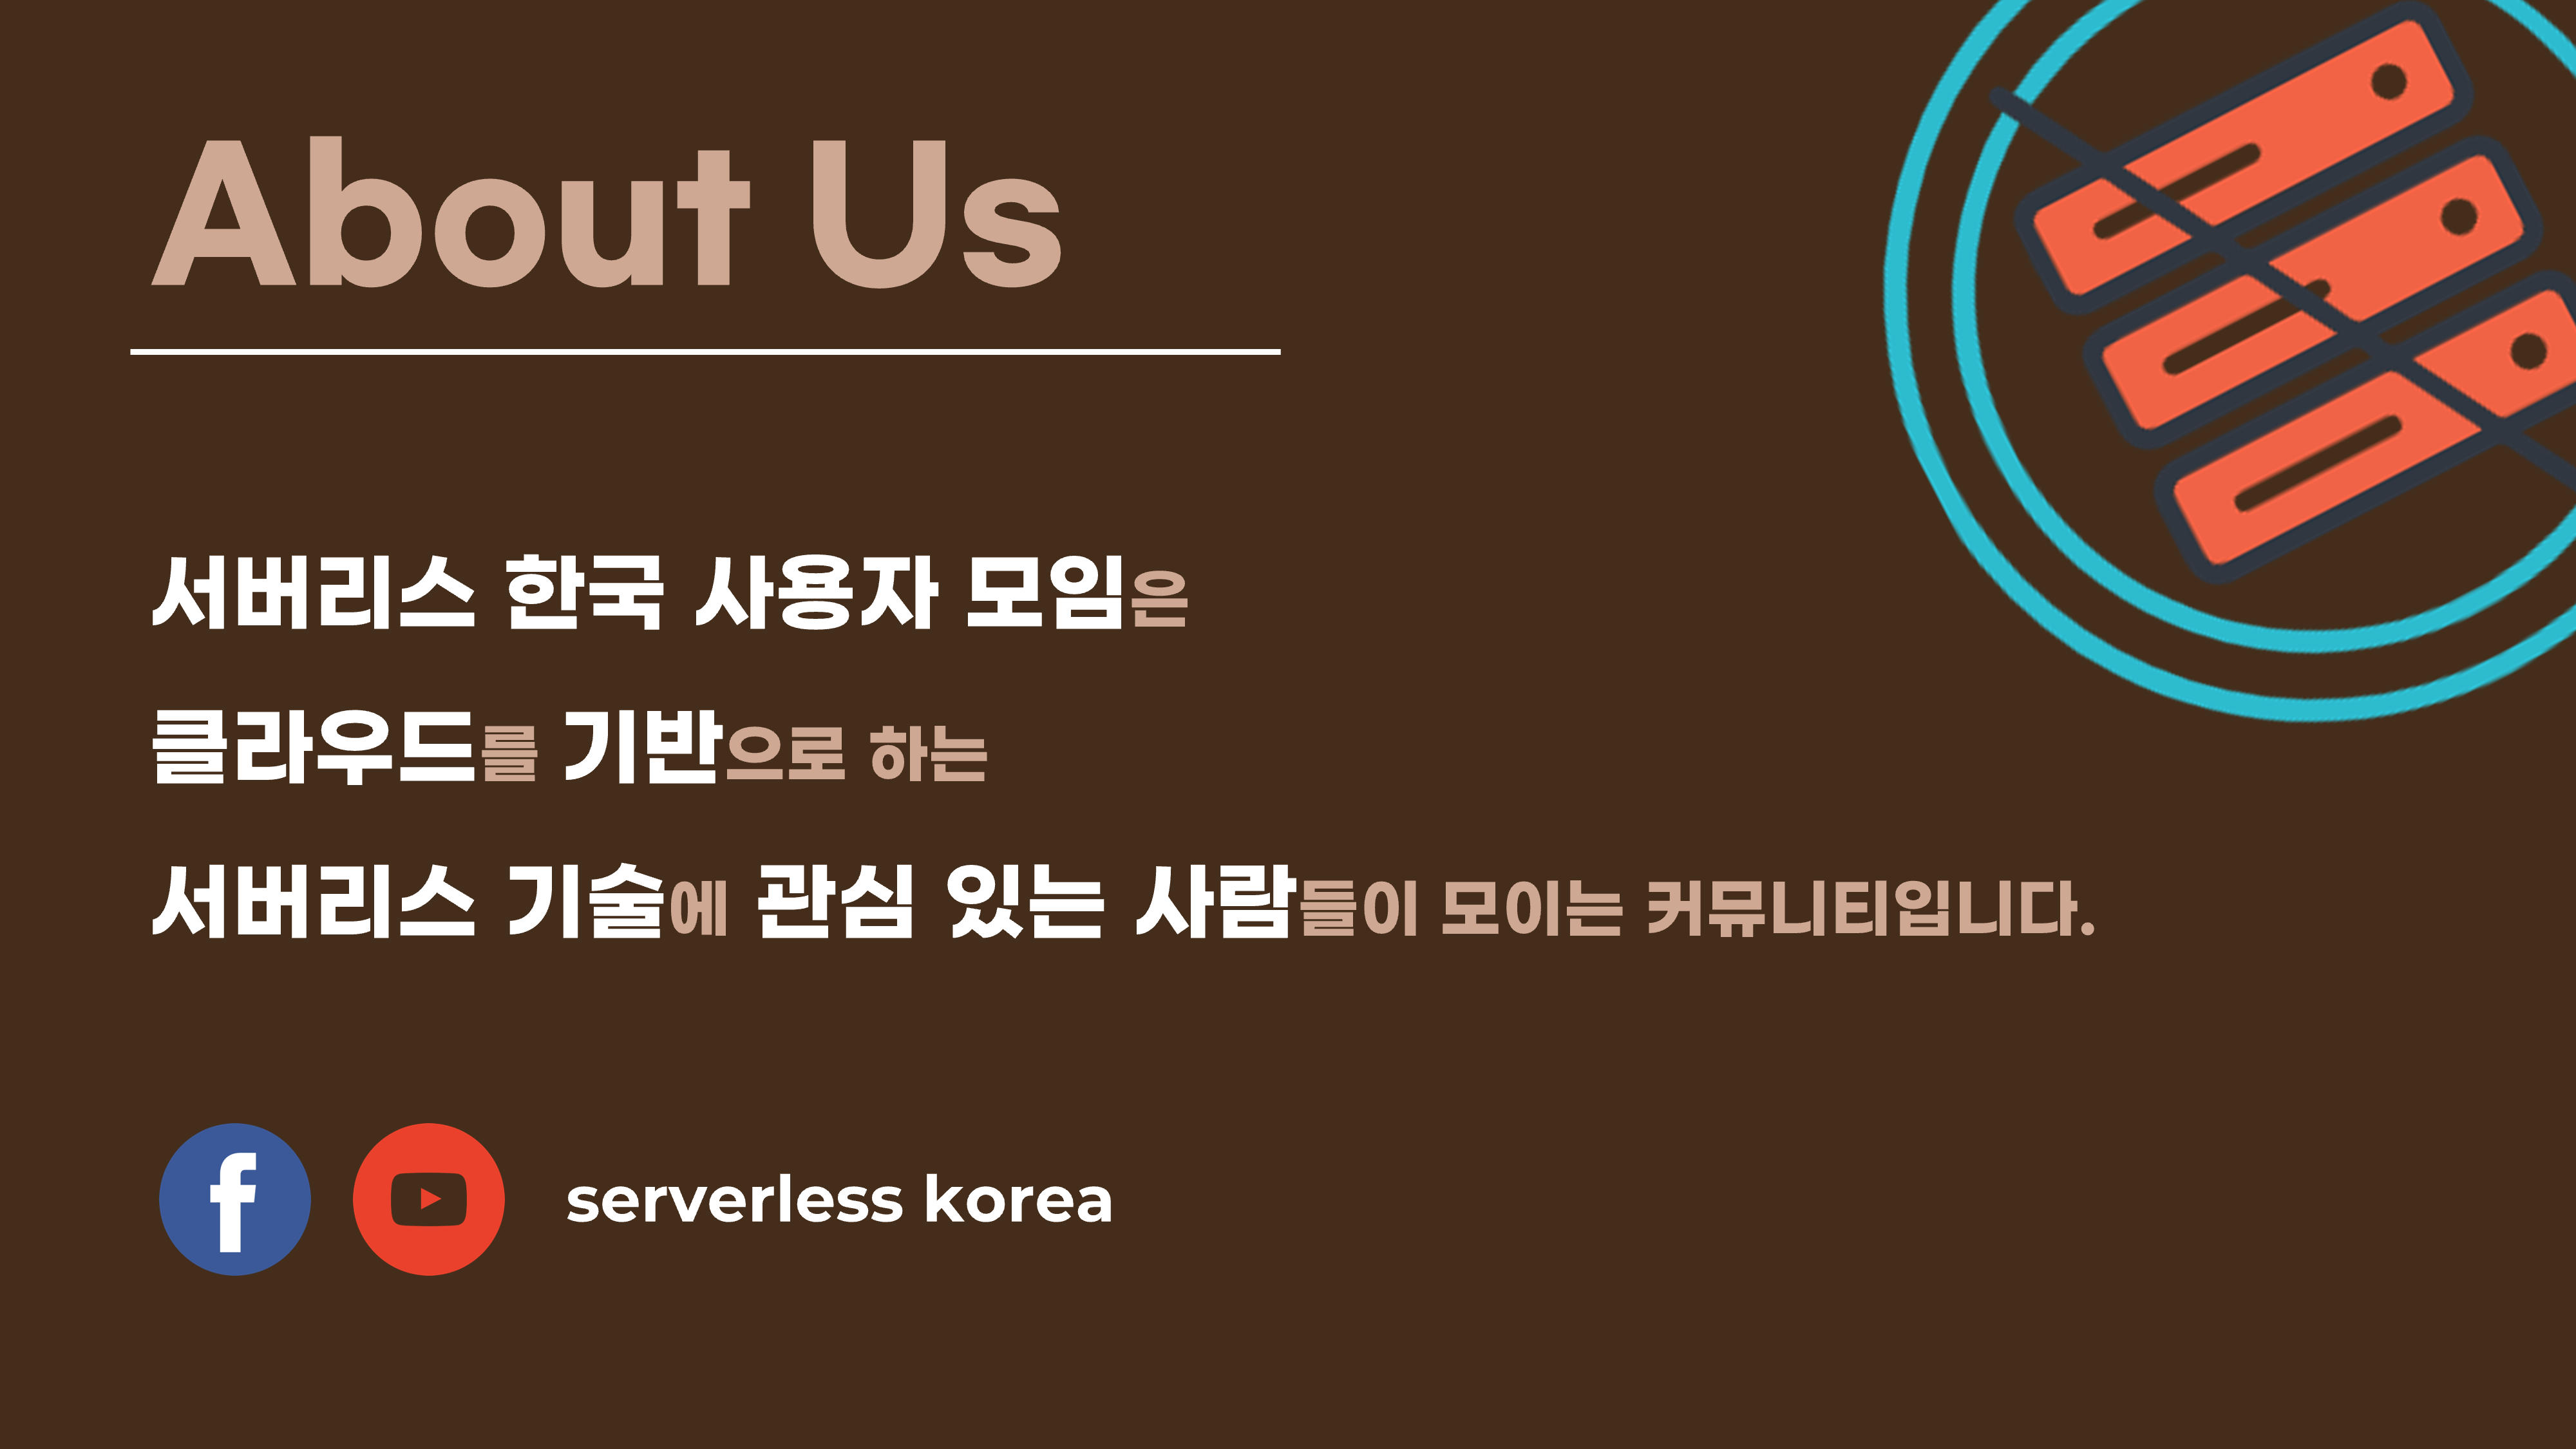 About Us
서버리스 한국 사용자 모임은
클라우드를 기반으로 하는
서버리스 기술에 관심 있는 사람들이 모이는 커뮤니티입니다.
serverless korea